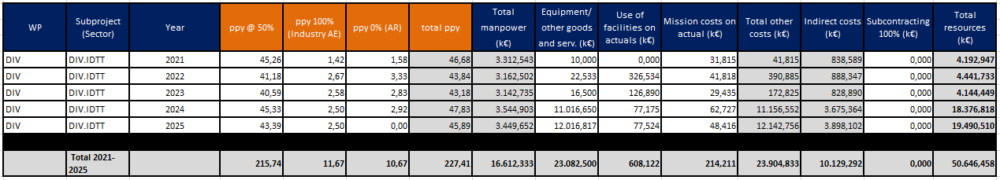 WP Subproject (Sector) Year ppy @ 50% ppy 100% (Industry AE) ppy 0% (AR) total ppy Total manpower (k€) Equipment/ other goods and serv. (k€) Use of facilities on actuals (k€) Mission costs on actual (k€) Total other costs (k€) Indirect costs (k€) Subcontracting 100% (k€) Total resources (k€)
DIV DIV.IDTT 2021 45,26 1,42 1,58 46,68 3.312,543 10,000 0,000 31,815 41,815 838,589 0,000 4.192,947
DIV DIV.IDTT 2022 41,18 2,67 3,33 43,84 3.162,502 22,533 326,534 41,818 390,885 888,347 0,000 4.441,733
DIV DIV.IDTT 2023 40,59 2,58 2,83 43,18 3.142,735 16,500 126,890 29,435 172,825 828,890 0,000 4.144,449
DIV DIV.IDTT 2024 45,33 2,50 2,92 47,83 3.544,903 11.016,650 77,175 62,727 11.156,552 3.675,364 0,000 18.376,818
DIV DIV.IDTT 2025 43,39 2,50 0,00 45,89 3.449,652 12.016,817 77,524 48,416 12.142,756 3.898,102 0,000 19.490,510
Total 2021-2025 215,74 11,67 10,67 227,41 16.612,333 23.082,500 608,122 214,211 23.904,833 10.129,292 0,000 50.646,458